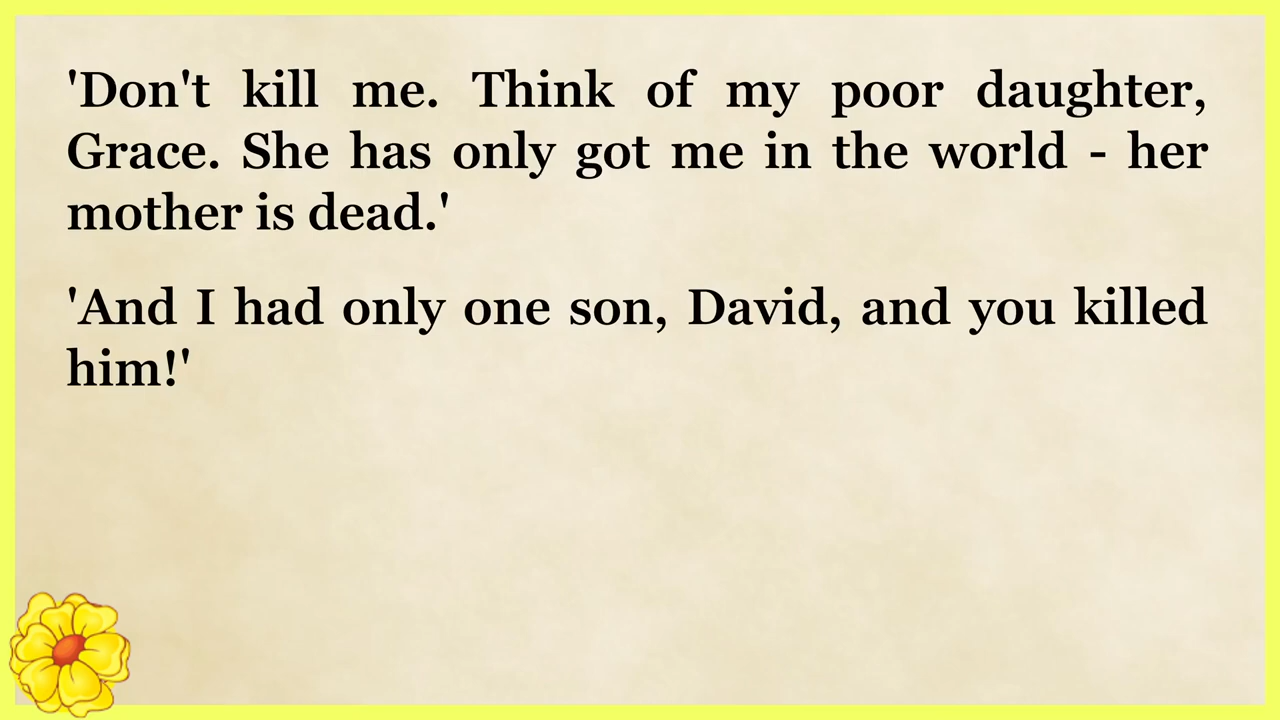 'Don't kill me. Think of my poor daughter,
Grace. She has only got me in the world - her
mother is dead.'
'And I had only one son, David, and you killed
him!'